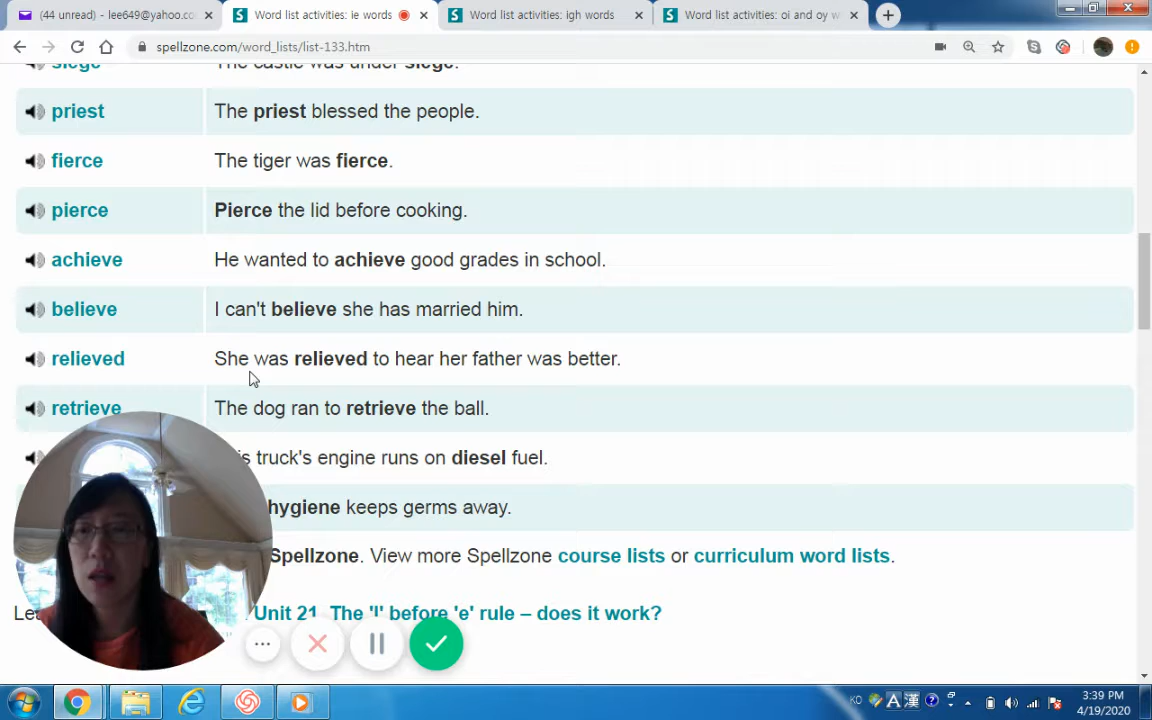 (44 unread) - lee649@yahoo.co
Word list activities: ie words
Word list activities: igh words
Word list activities: oi and oy w
spellzone.com/word_lists/list-133.htm
siege The castle was under siege.
priest The priest blessed the people.
fierce The tiger was fierce.
pierce Pierce the lid before cooking.
achieve He wanted to achieve good grades in school.
believe I can't believe she has married him.
relieved She was relieved to hear her father was better.
retrieve The dog ran to retrieve the ball.
truck's engine runs on diesel fuel.
hygiene keeps germs away.
Spellzone. View more Spellzone course lists or curriculum word lists.
Unit 21 The 'I' before 'e' rule – does it work?
KO A 漢
3:39 PM
4/19/2020